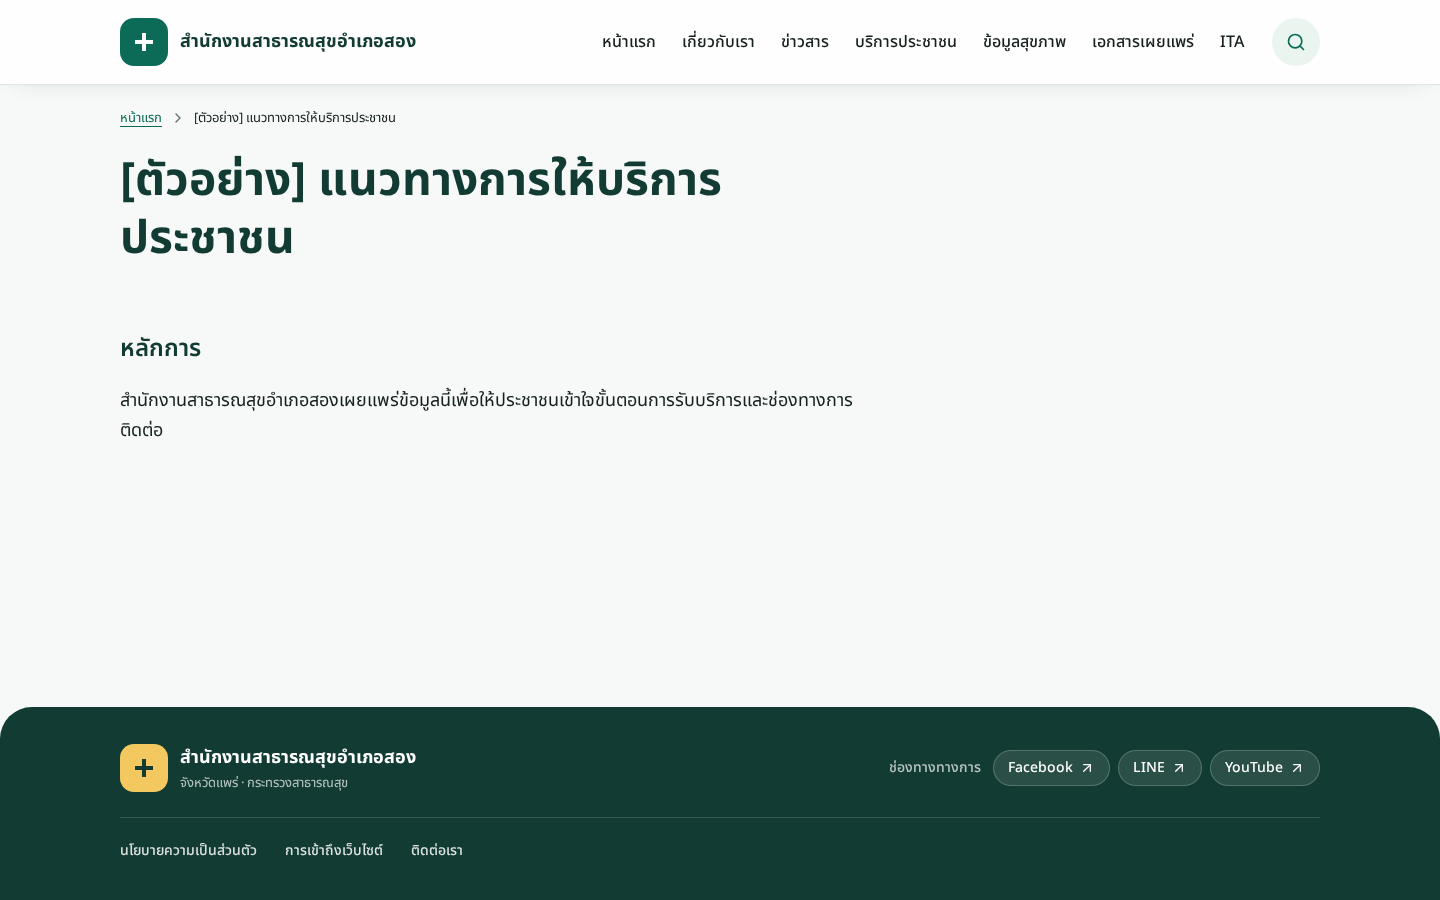 สำนักงานสาธารณสุขอำเภอสอง
หน้าแรก
เกี่ยวกับเรา
ข่าวสาร
บริการประชาชน
ข้อมูลสุขภาพ
เอกสารเผยแพร่
ITA
หน้าแรก
[ตัวอย่าง] แนวทางการให้บริการประชาชน
[ตัวอย่าง] แนวทางการให้บริการ
ประชาชน
หลักการ
สำนักงานสาธารณสุขอำเภอสองเผยแพร่ข้อมูลนี้เพื่อให้ประชาชนเข้าใจขั้นตอนการรับบริการและช่องทางการ
ติดต่อ
สำนักงานสาธารณสุขอำเภอสอง
จังหวัดแพร่ · กระทรวงสาธารณสุข
ช่องทางทางการ
Facebook
LINE
YouTube
นโยบายความเป็นส่วนตัว
การเข้าถึงเว็บไซต์
ติดต่อเรา